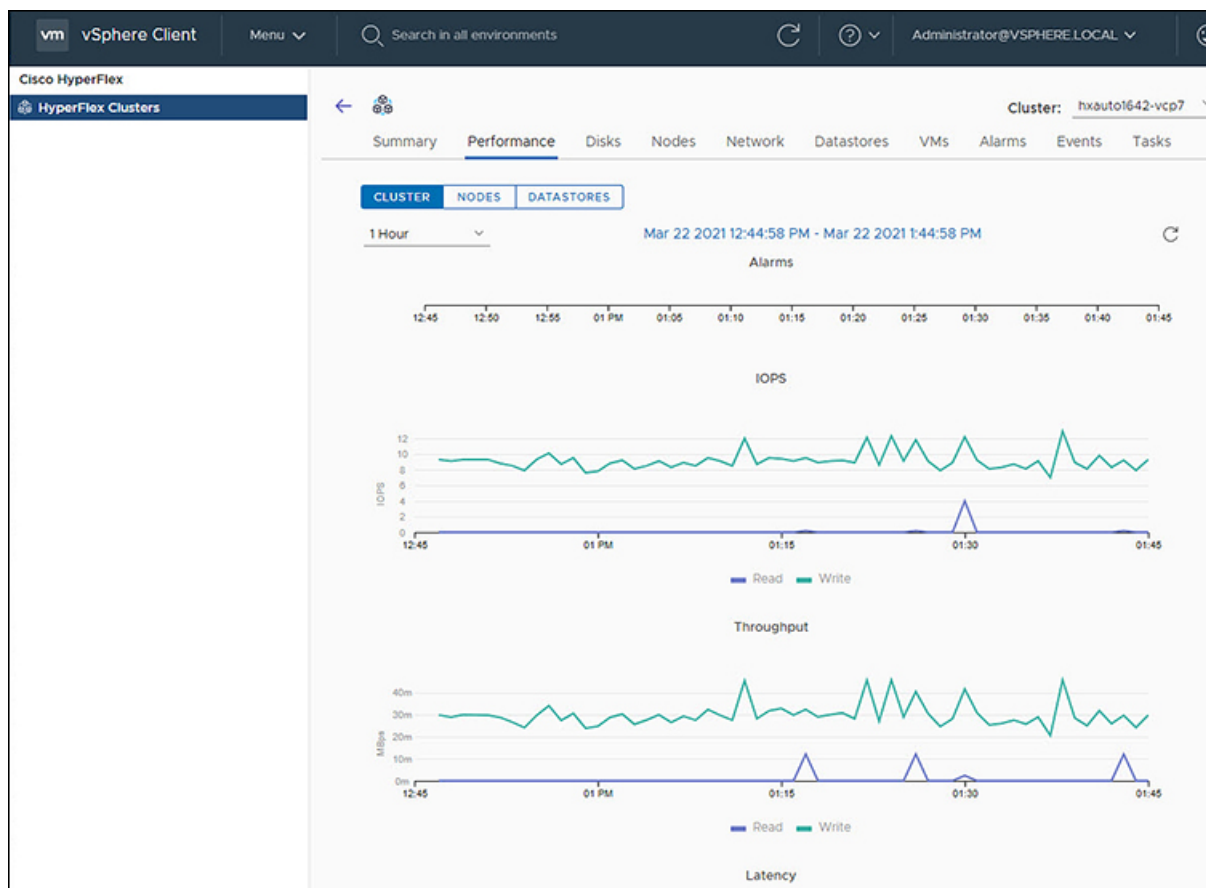 vm vSphere Client Menu Search in all environments Administrator@VSPHERE.LOCAL
Cisco HyperFlex
HyperFlex Clusters
Cluster: hxauto1642-vcp7
Summary Performance Disks Nodes Network Datastores VMs Alarms Events Tasks
CLUSTER NODES DATASTORES
1 Hour Mar 22 2021 12:44:58 PM - Mar 22 2021 1:44:58 PM
Alarms
12:45 12:50 12:55 01 PM 01:05 01:10 01:15 01:20 01:25 01:30 01:35 01:40 01:45
IOPS
12
10
8
6
4
2
0
IOPS
12:45 01 PM 01:15 01:30 01:45
Read Write
Throughput
40m
30m
20m
10m
0m
MBps
12:45 01 PM 01:15 01:30 01:45
Read Write
Latency